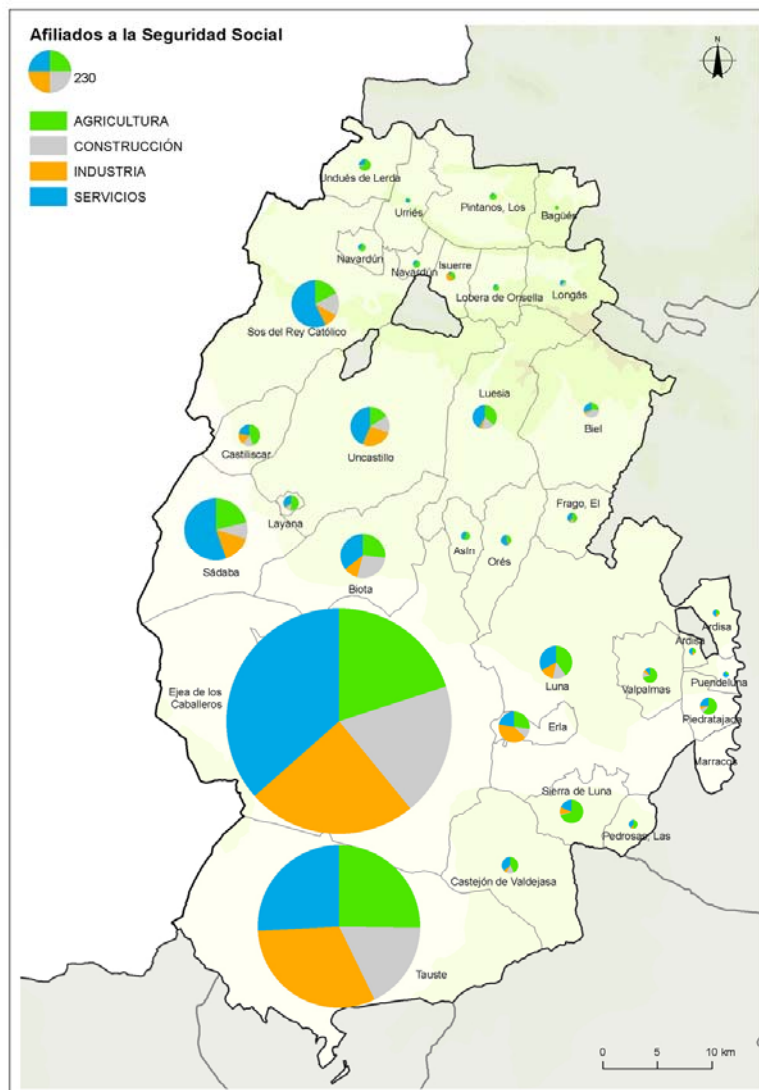 Afiliados a la Seguridad Social
N
230
AGRICULTURA
CONSTRUCCIÓN
INDUSTRIA
SERVICIOS
Undués de Lerda
Urriés
Pintanos, Los
Bagüés
Navardún
Navardún
Isuerre
Lobera de Onsella
Longás
Sos del Rey Católico
Luesia
Biel
Uncastillo
Castiliscar
Layana
Frago, El
Asín
Orés
Sádaba
Biota
Ardisa
Ardisa
Ejea de los
Caballeros
Luna
Valpalmas
Puendeluna
Piedratajada
Erla
Marracos
Sierra de Luna
Pedrosas, Las
Castejón de Valdejasa
Tauste
0 5 10 km